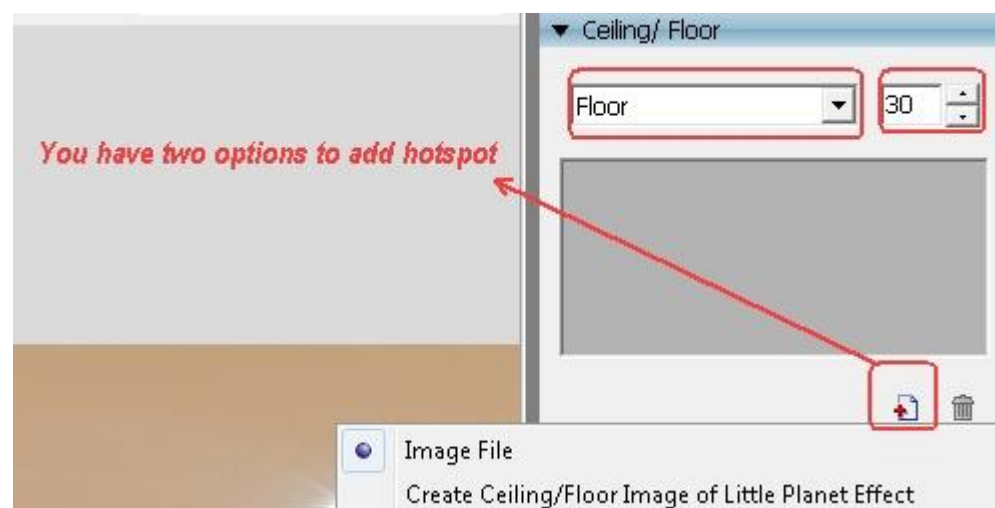 Ceiling/ Floor
Floor
30
You have two options to add hotspot
Image File
Create Ceiling/Floor Image of Little Planet Effect